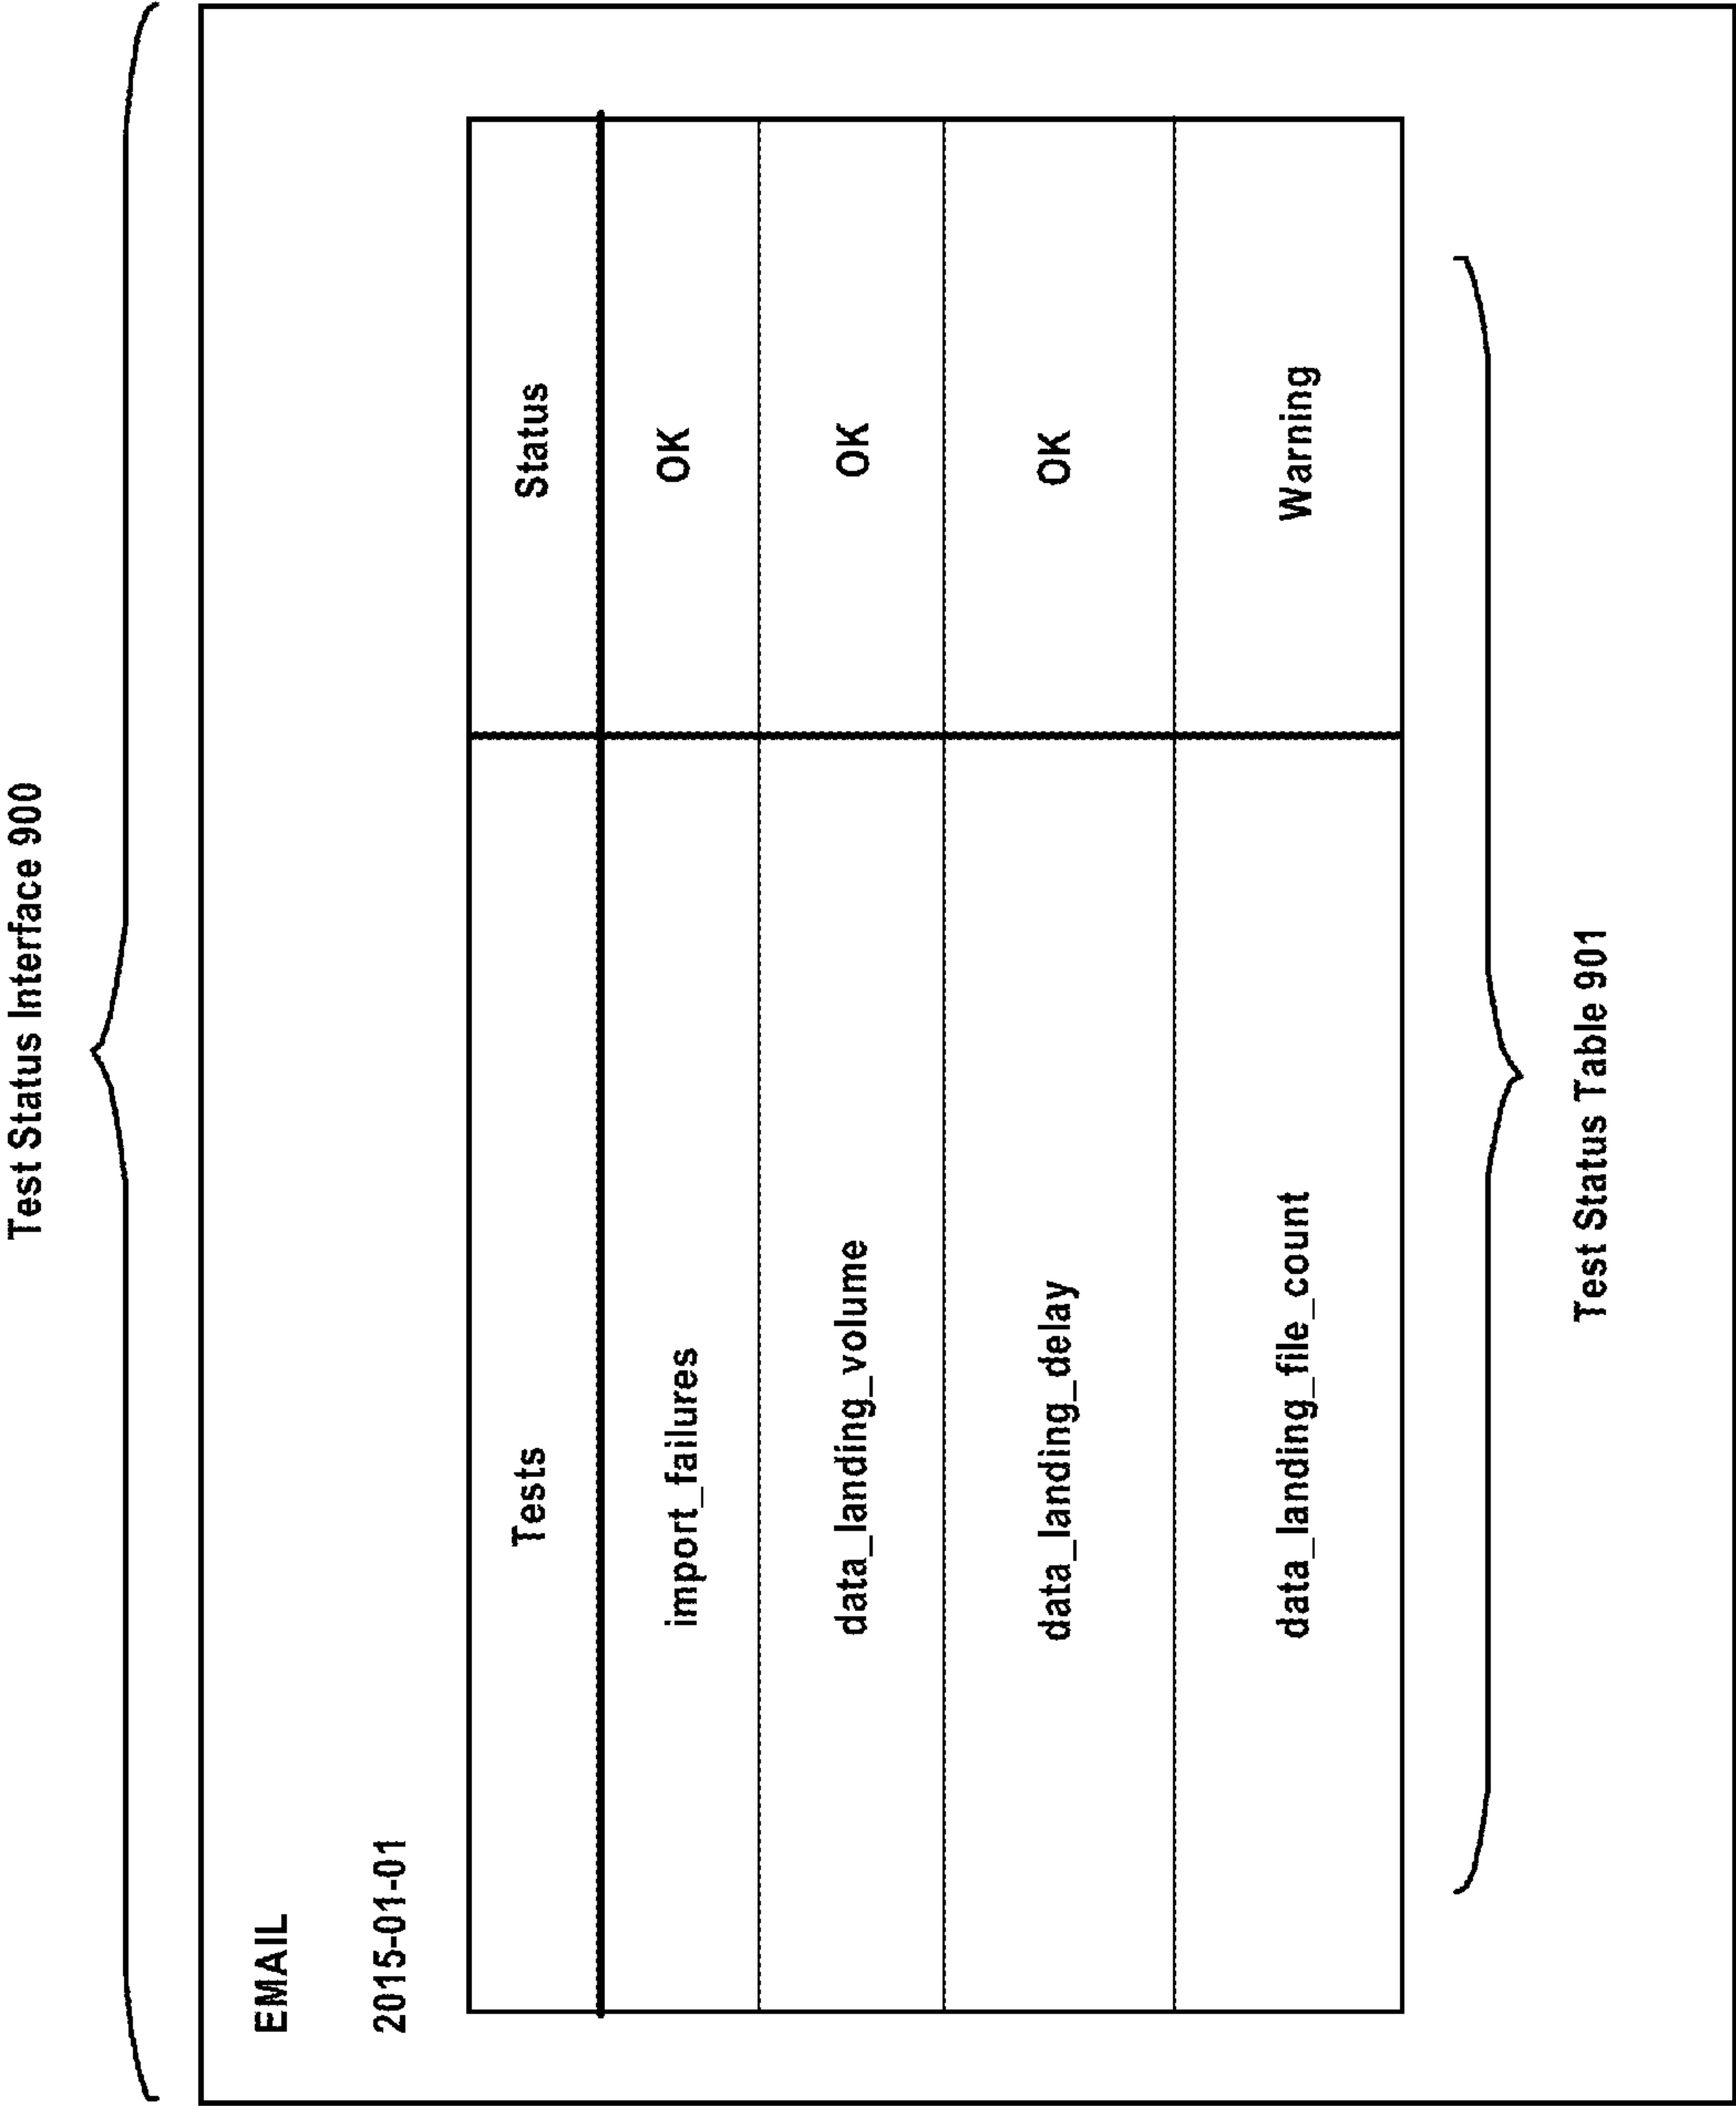 Test Status Interface 900
EMAIL
2015-01-01
Tests Status
import_failures OK
data_landing_volume OK
data_landing_delay OK
data_landing_file_count Warning
Test Status Table 901